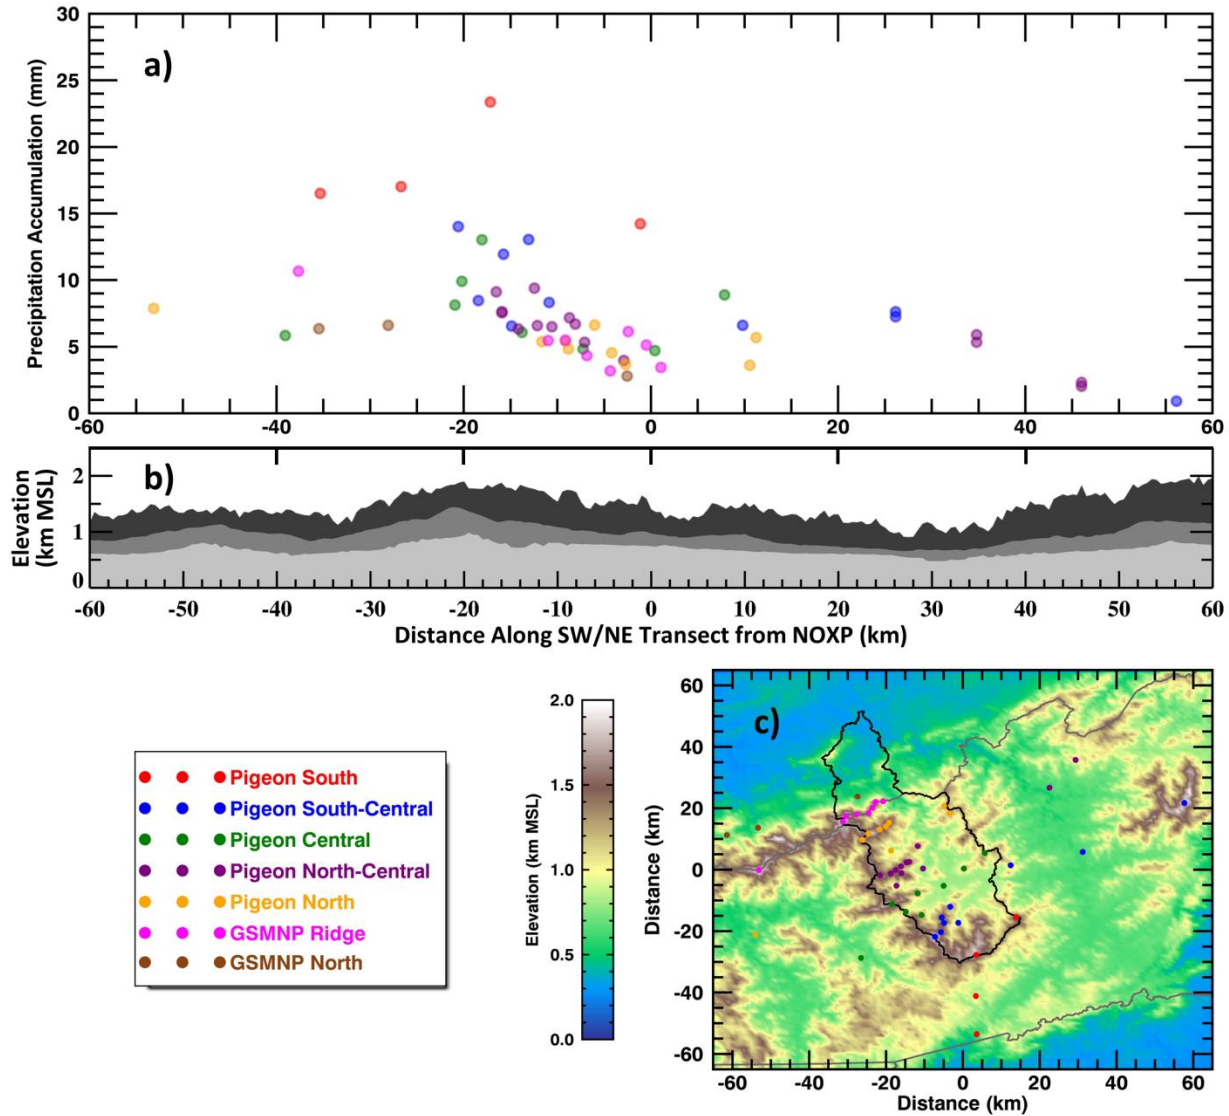 a)
Precipitation Accumulation (mm)
30
25
20
15
10
5
0
-60 -40 -20 0 20 40 60
b)
Elevation
(km MSL)
2
1
0
-60 -50 -40 -30 -20 -10 0 10 20 30 40 50 60
Distance Along SW/NE Transect from NOXP (km)
Pigeon South
Pigeon South-Central
Pigeon Central
Pigeon North-Central
Pigeon North
GSMNP Ridge
GSMNP North
Elevation (km MSL)
2.0
1.5
1.0
0.5
0.0
c)
Distance (km)
60
40
20
0
-20
-40
-60
-60 -40 -20 0 20 40 60
Distance (km)